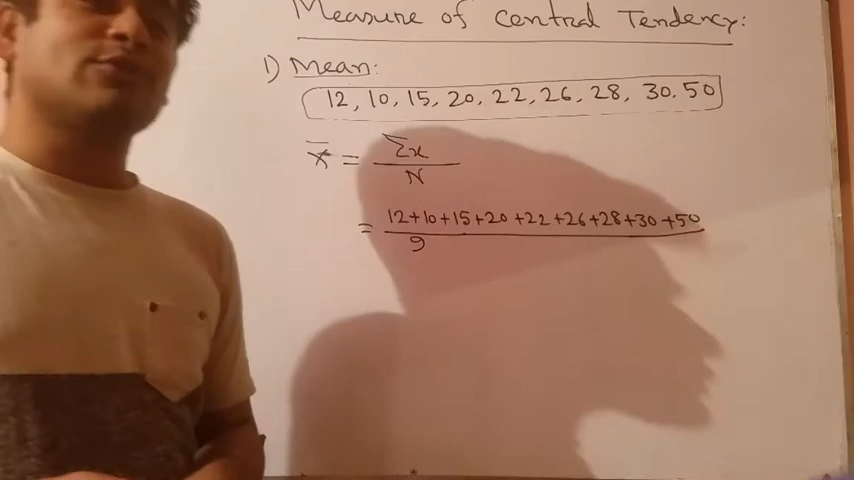 Measure of central Tendency:
1) Mean:
12, 10, 15, 20, 22, 26, 28, 30, 50
x̄ = Σx
N
= 12+10+15+20+22+26+28+30+50
9